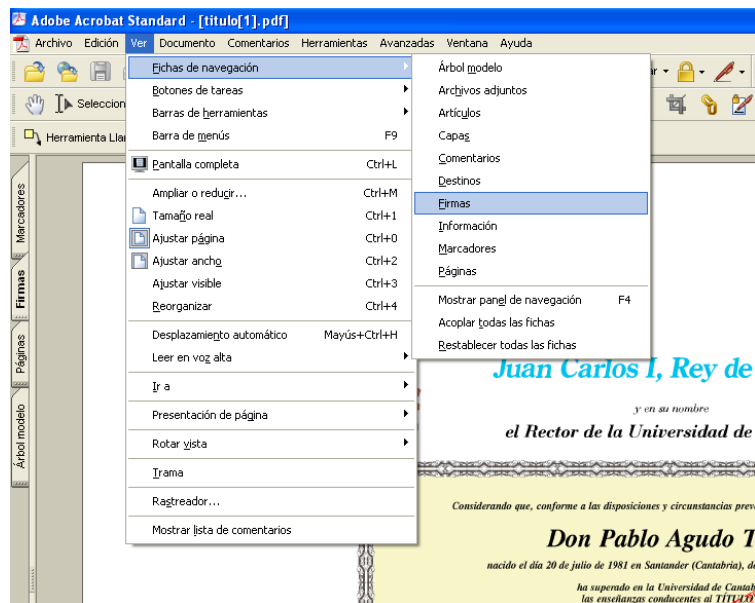 Adobe Acrobat Standard - [titulo[1].pdf]
Archivo Edición Ver Documento Comentarios Herramientas Avanzadas Ventana Ayuda
Seleccion
Herramienta Lla
Marcadores
Firmas
Páginas
Árbol modelo
Fichas de navegación
Botones de tareas
Barras de herramientas
Barra de menús F9
Pantalla completa Ctrl+L
Ampliar o reducir... Ctrl+M
Tamaño real Ctrl+1
Ajustar página Ctrl+0
Ajustar ancho Ctrl+2
Ajustar visible Ctrl+3
Reorganizar Ctrl+4
Desplazamiento automático Mayús+Ctrl+H
Leer en voz alta
Ir a
Presentación de página
Rotar vista
Trama
Rastreador...
Mostrar lista de comentarios
Árbol modelo
Archivos adjuntos
Artículos
Capas
Comentarios
Destinos
Firmas
Información
Marcadores
Páginas
Mostrar panel de navegación F4
Acoplar todas las fichas
Restablecer todas las fichas
Juan Carlos I, Rey de
y en su nombre
el Rector de la Universidad de
Considerando que, conforme a las disposiciones y circunstancias prev
Don Pablo Agudo T
nacido el día 20 de julio de 1981 en Santander (Cantabria), d
ha superado en la Universidad de Cantab
las enseñanzas conducentes al TÍTULO